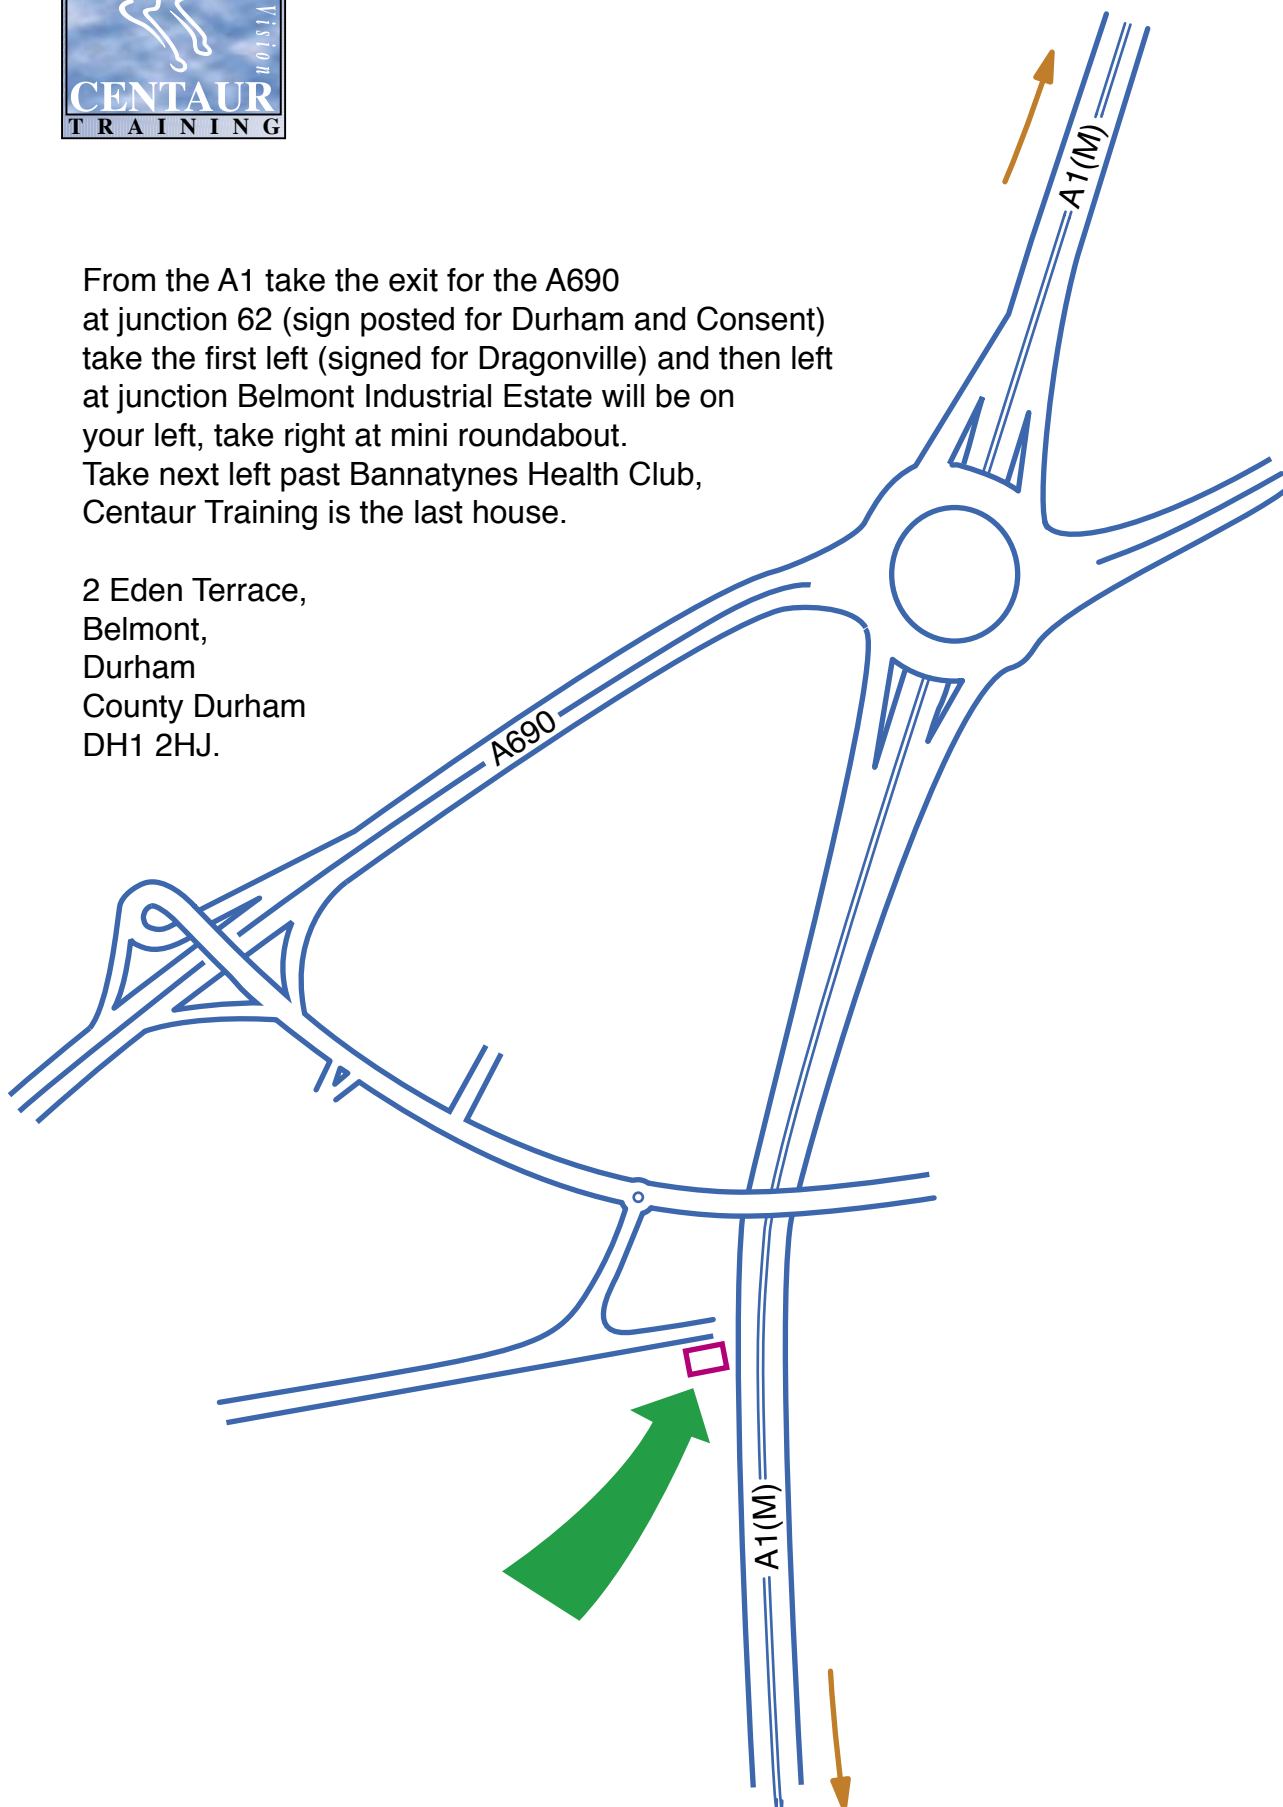 Vision
CENTAUR
TRAINING
A1(M)
From the A1 take the exit for the A690
at junction 62 (sign posted for Durham and Consent)
take the first left (signed for Dragonville) and then left
at junction Belmont Industrial Estate will be on
your left, take right at mini roundabout.
Take next left past Bannatynes Health Club,
Centaur Training is the last house.
2 Eden Terrace,
Belmont,
Durham
County Durham
DH1 2HJ.
A690
A1(M)